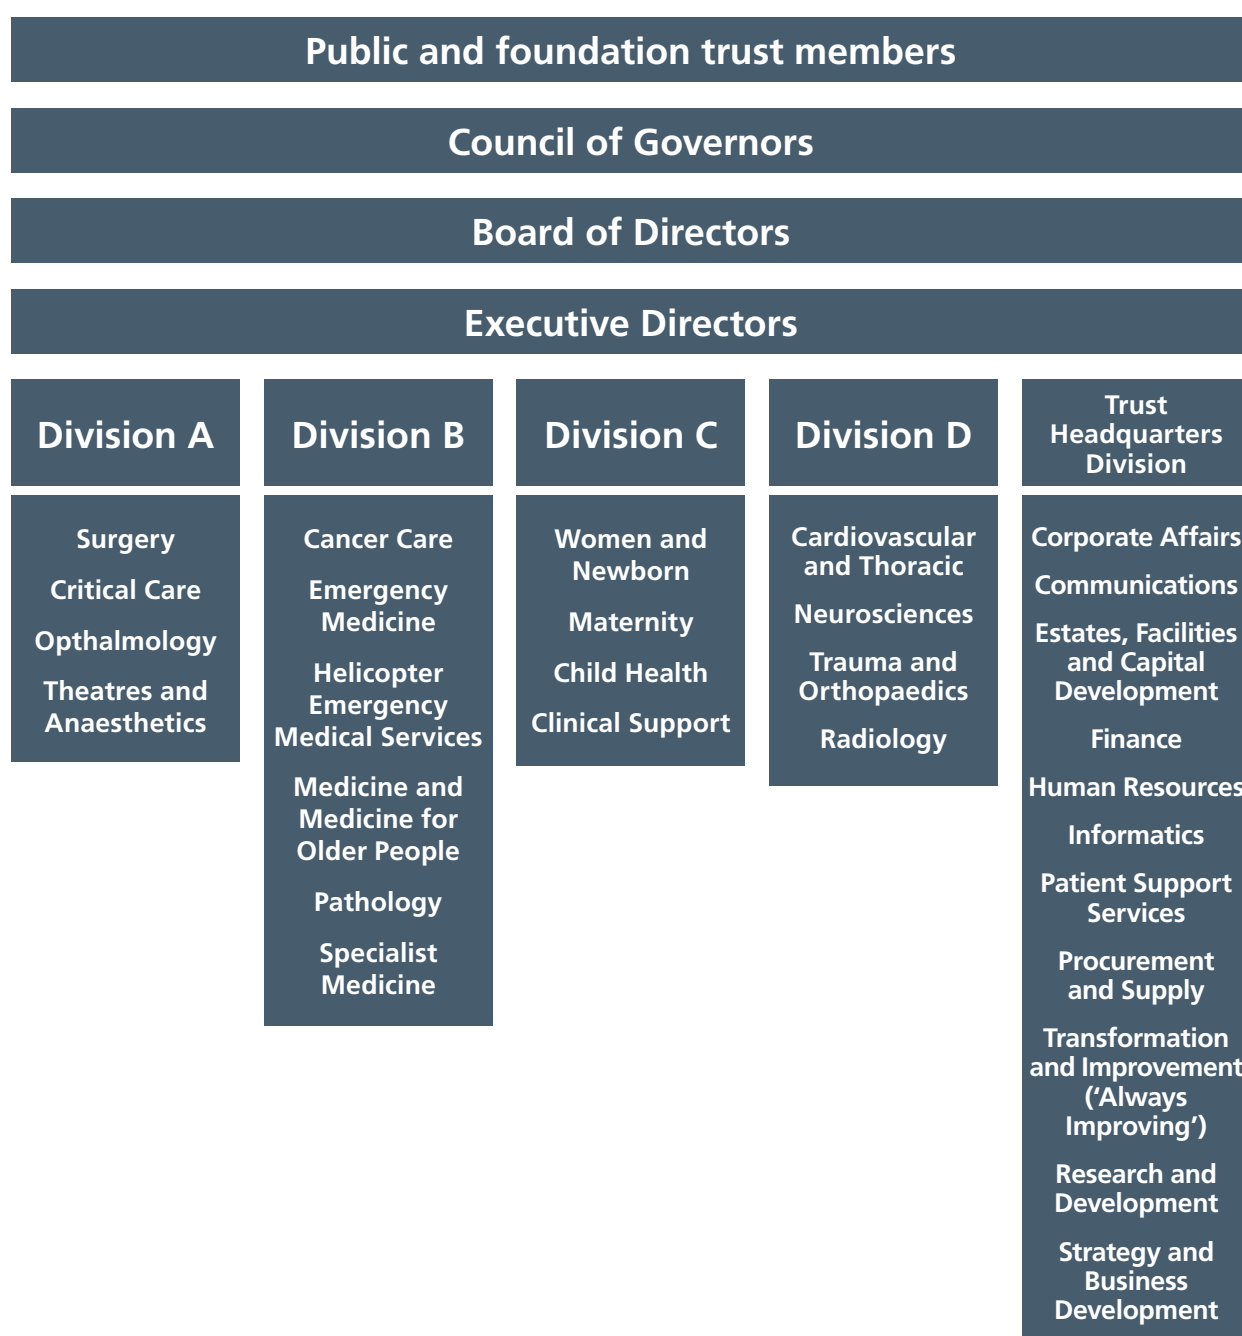 Public and foundation trust members
Council of Governors
Board of Directors
Executive Directors
Division A
Surgery
Critical Care
Opthalmology
Theatres and
Anaesthetics
Division B
Cancer Care
Emergency
Medicine
Helicopter
Emergency
Medical Services
Medicine and
Medicine for
Older People
Pathology
Specialist
Medicine
Division C
Women and
Newborn
Maternity
Child Health
Clinical Support
Division D
Cardiovascular
and Thoracic
Neurosciences
Trauma and
Orthopaedics
Radiology
Trust
Headquarters
Division
Corporate Affairs
Communications
Estates, Facilities
and Capital
Development
Finance
Human Resources
Informatics
Patient Support
Services
Procurement
and Supply
Transformation
and Improvement
(‘Always
Improving’)
Research and
Development
Strategy and
Business
Development